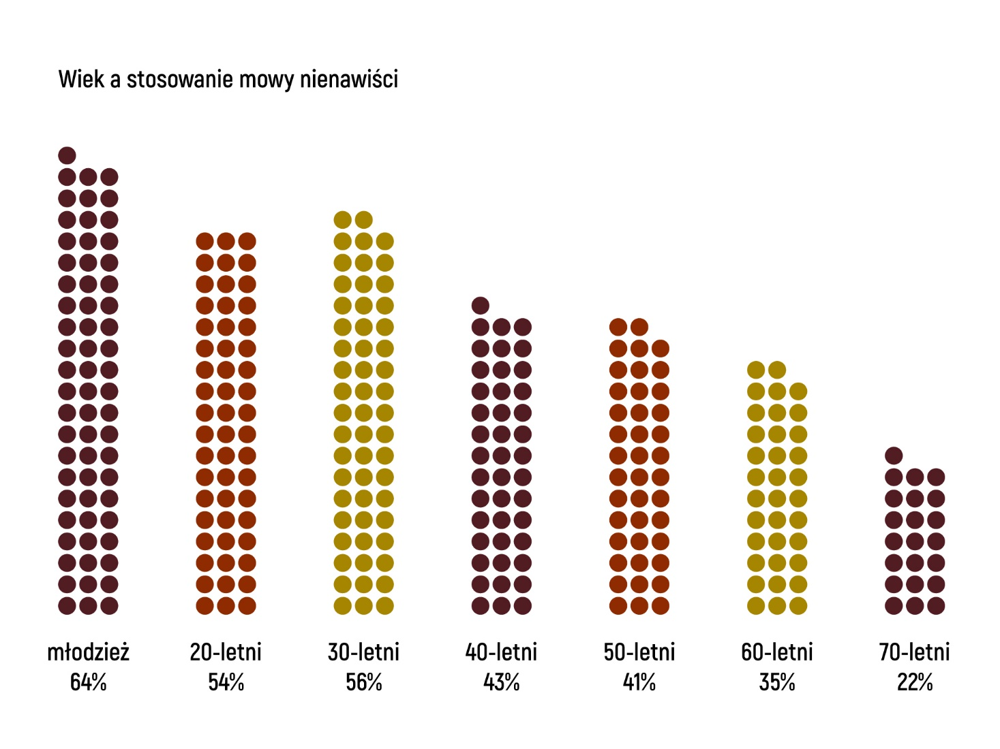 Wiek a stosowanie mowy nienawiści
młodzież 20-letni 30-letni 40-letni 50-letni 60-letni 70-letni
64% 54% 56% 43% 41% 35% 22%